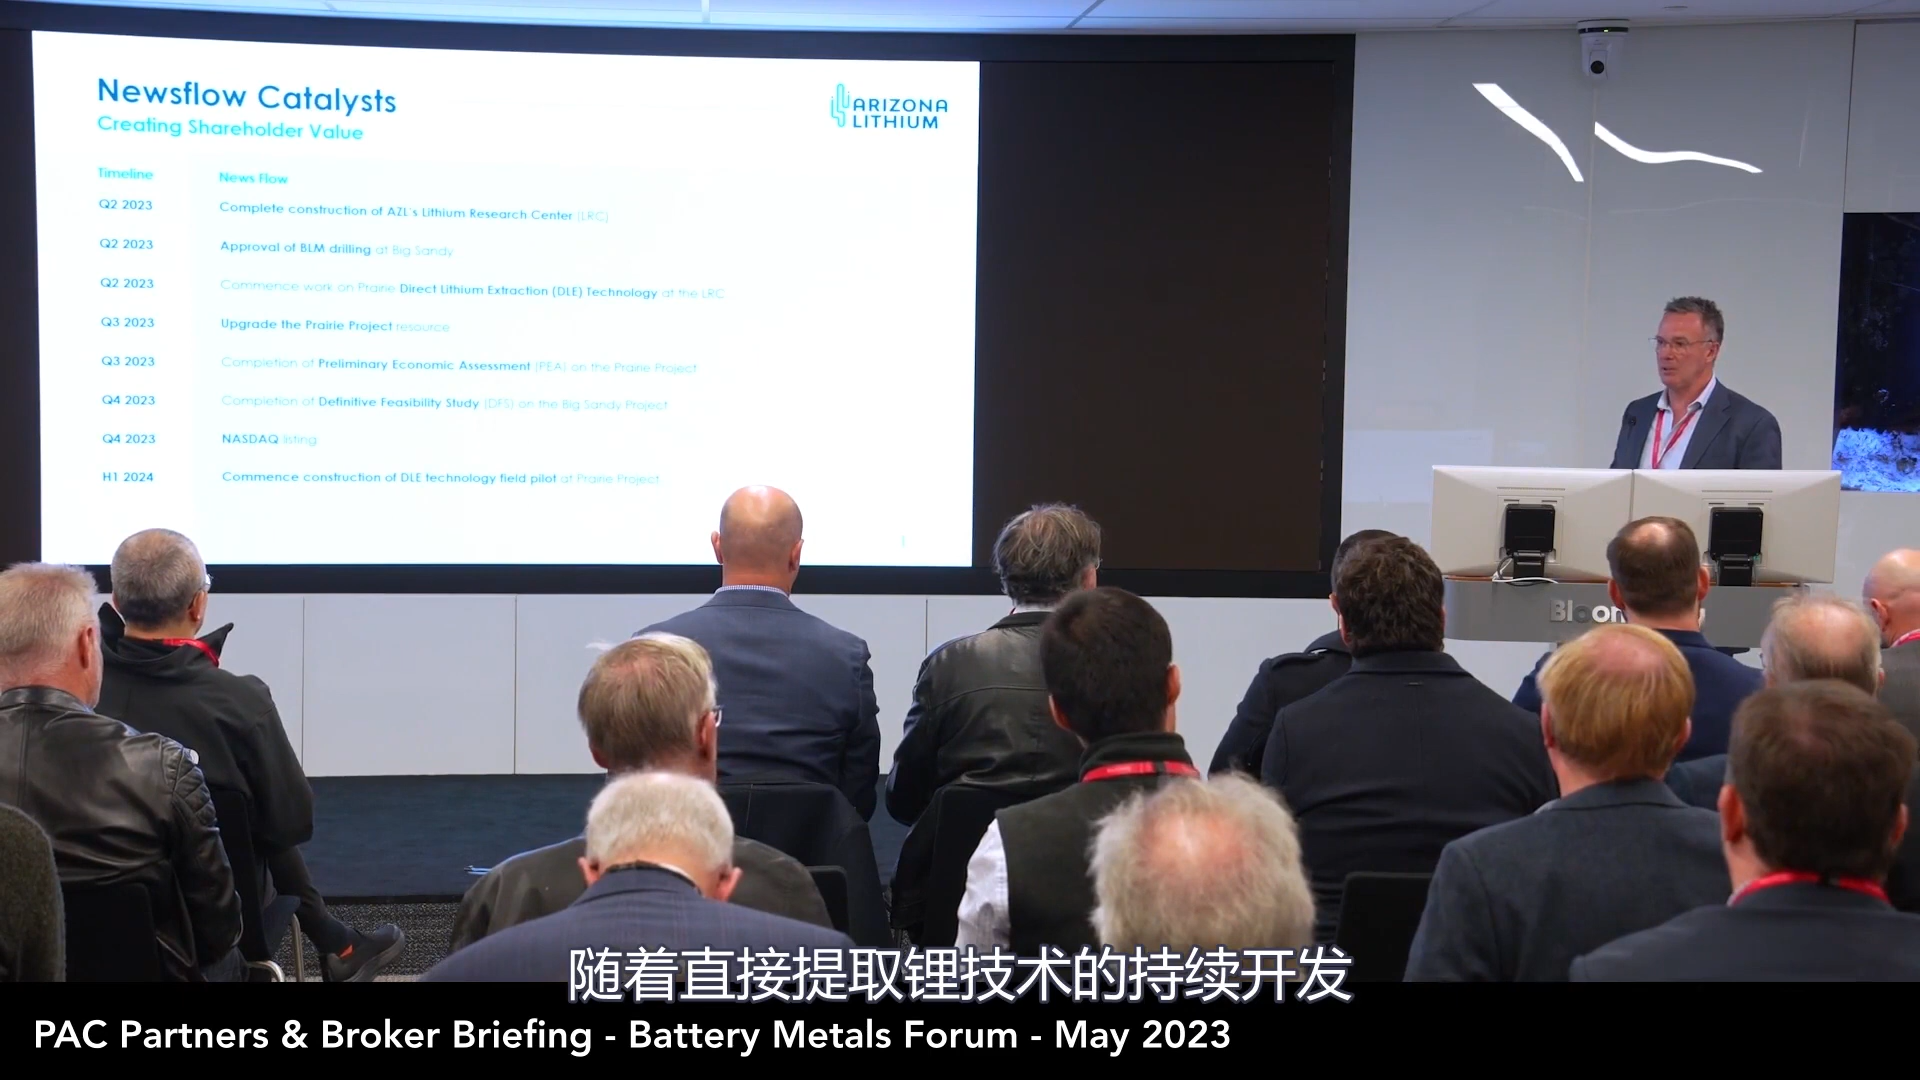 Newsflow Catalysts
Creating Shareholder Value
ARIZONA
LITHIUM
Timeline News Flow
Q2 2023 Complete construction of AZL's Lithium Research Center (LRC)
Q2 2023 Approval of BLM drilling at Big Sandy
Q2 2023 Commence work on Prairie Direct Lithium Extraction (DLE) Technology at the LRC
Q3 2023 Upgrade the Prairie Project resource
Q3 2023 Completion of Preliminary Economic Assessment (PEA) on the Prairie Project
Q4 2023 Completion of Definitive Feasibility Study (DFS) on the Big Sandy Project
Q4 2023 NASDAQ listing
H1 2024 Commence construction of DLE technology field pilot at Prairie Project
随着直接提取锂技术的持续开发
PAC Partners & Broker Briefing - Battery Metals Forum - May 2023